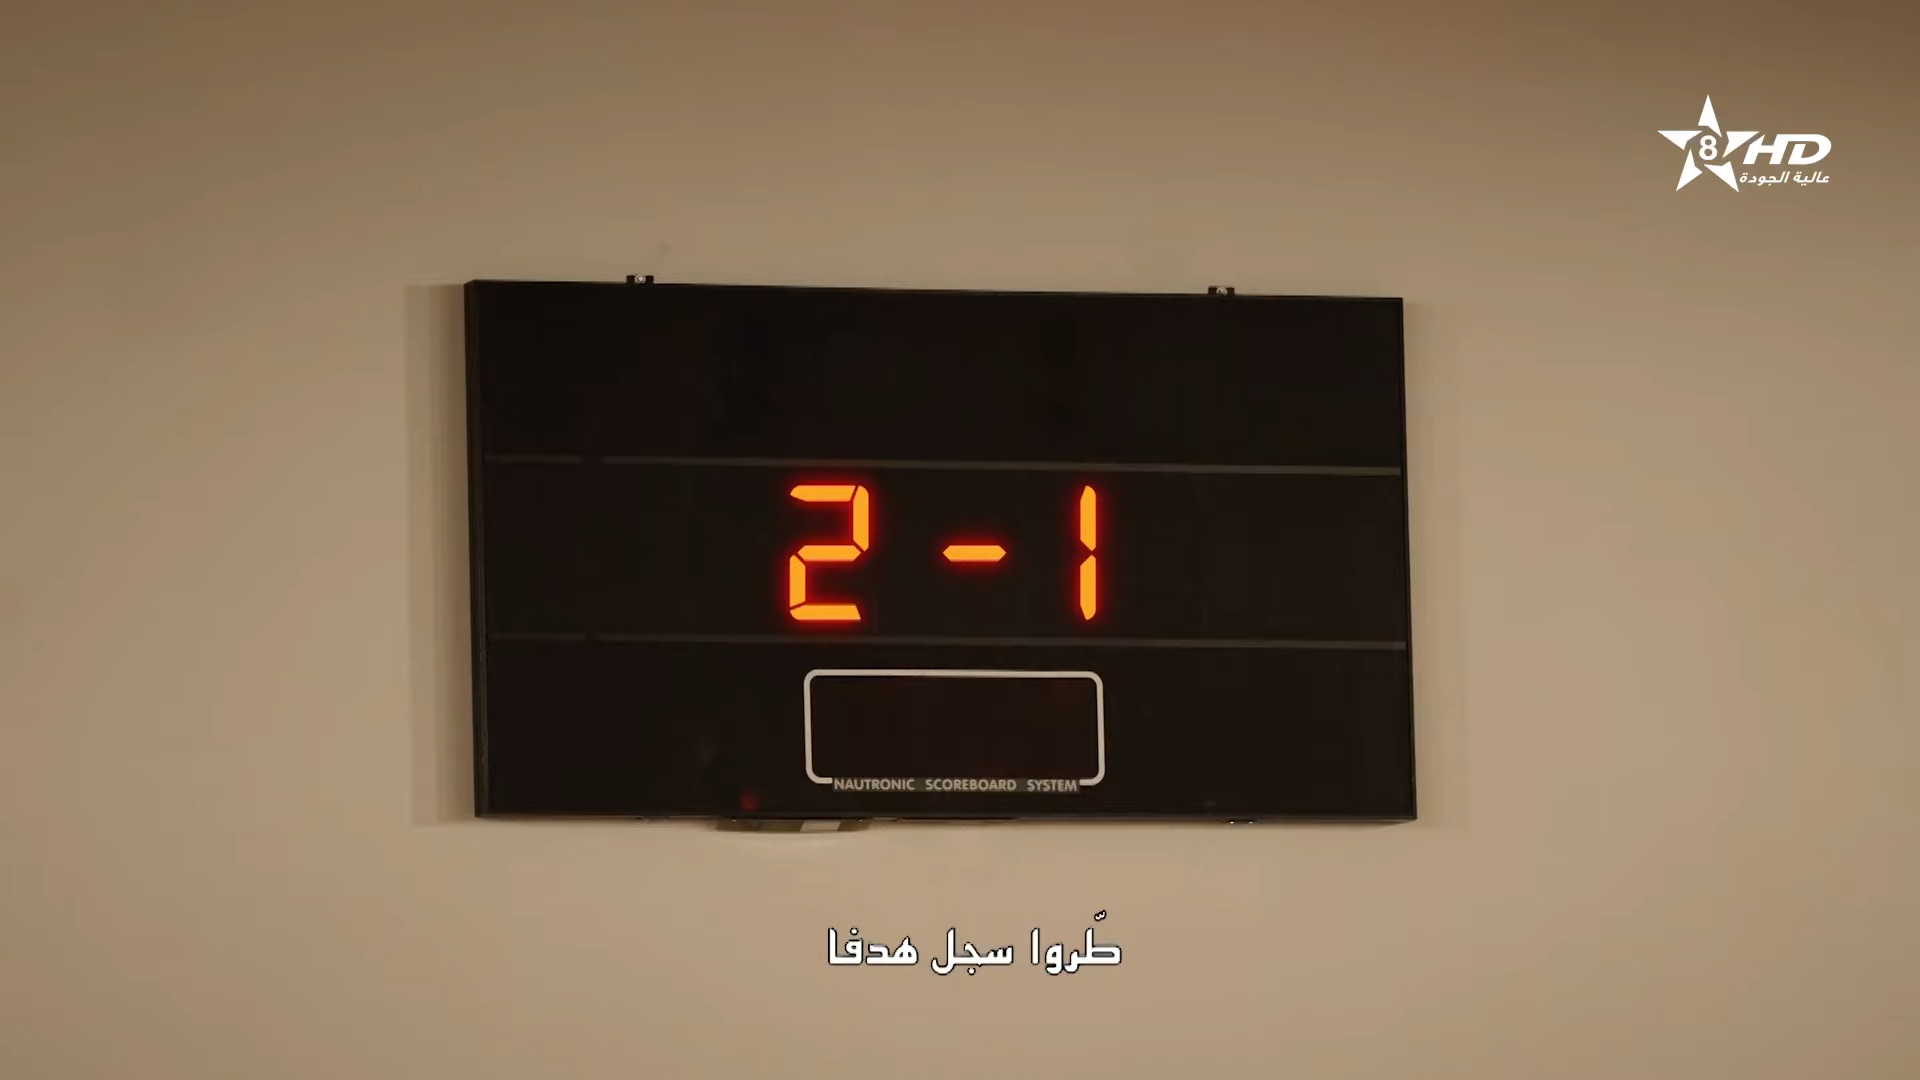 8 HD
عالية الجودة
2 - 1
NAUTRONIC SCOREBOARD SYSTEM
طّروا سجل هدفا